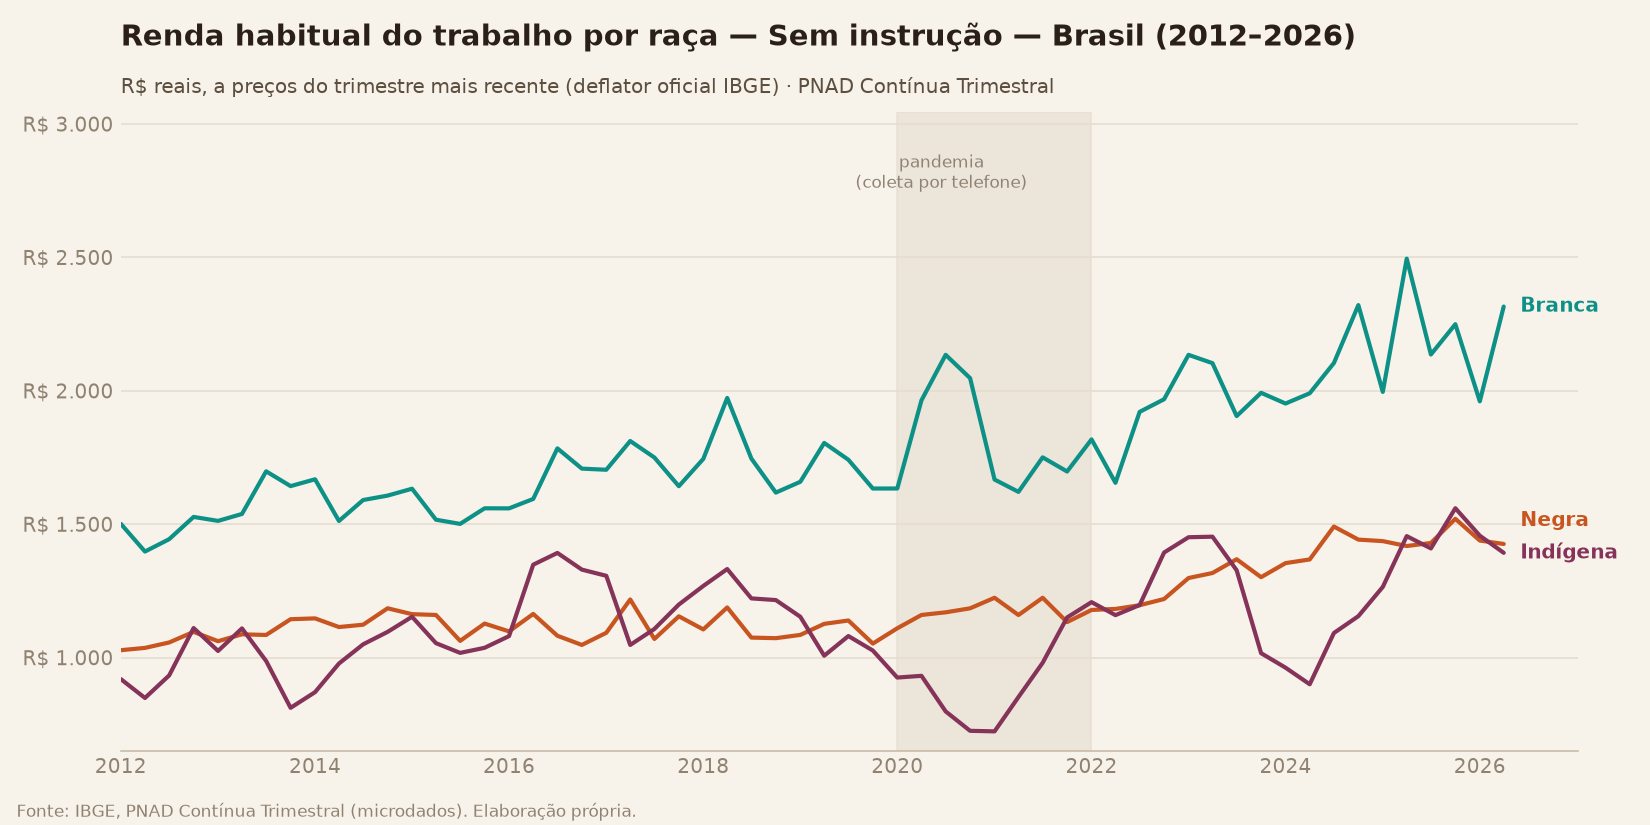 Renda habitual do trabalho por raça — Sem instrução — Brasil (2012–2026)
R$ reais, a preços do trimestre mais recente (deflator oficial IBGE) · PNAD Contínua Trimestral
R$ 3.000
pandemia
(coleta por telefone)
R$ 2.500
Branca
R$ 2.000
R$ 1.500
Negra
Indígena
R$ 1.000
2012 2014 2016 2018 2020 2022 2024 2026
Fonte: IBGE, PNAD Contínua Trimestral (microdados). Elaboração própria.